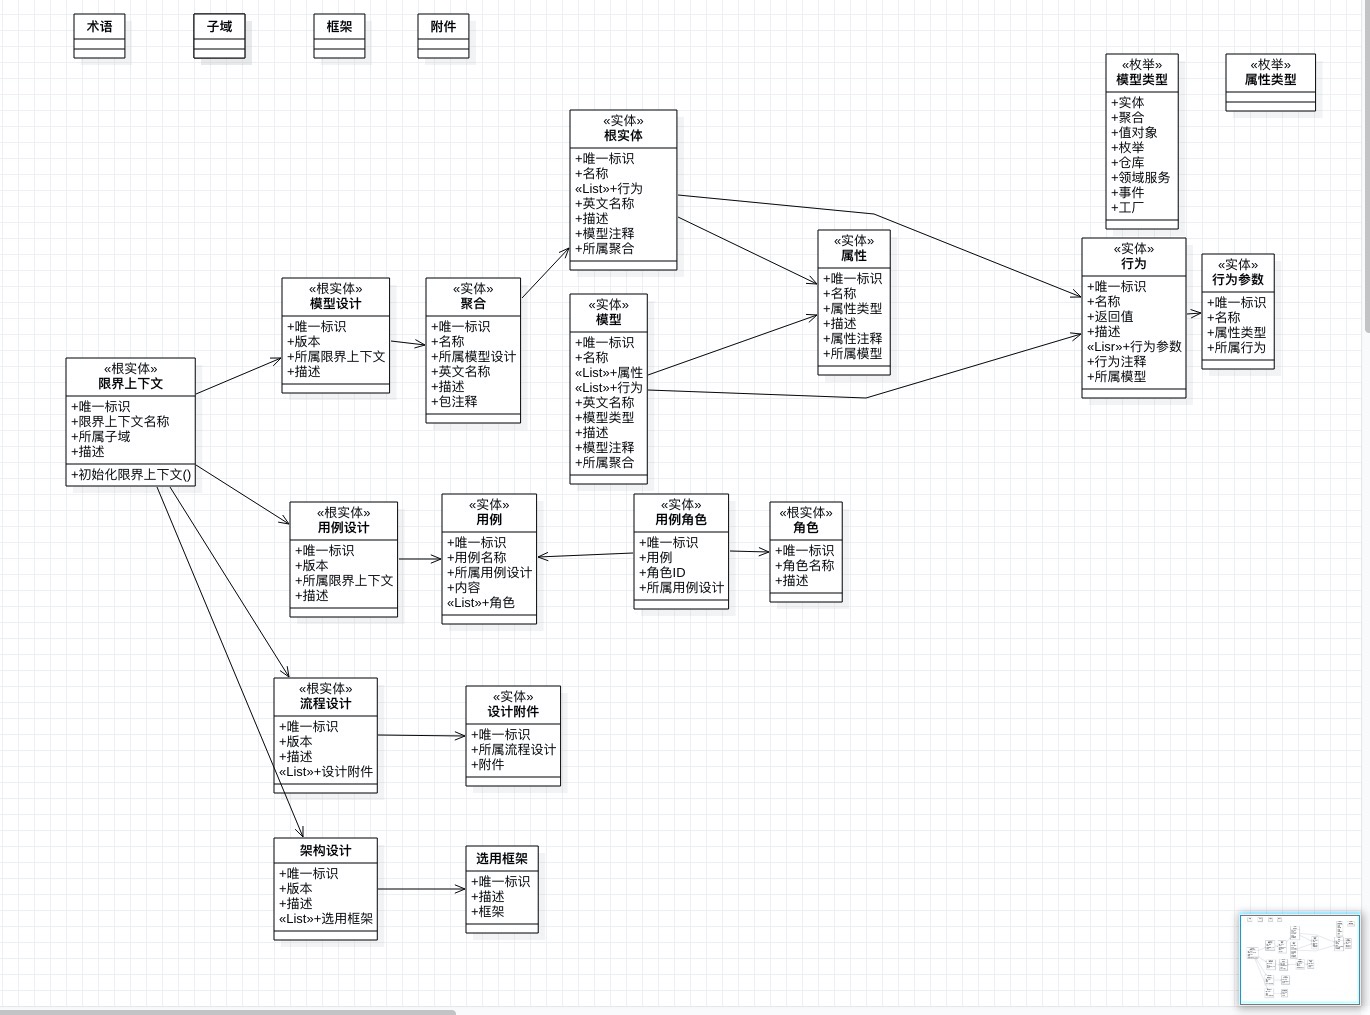 术语
子域
框架
附件
«枚举»
模型类型
+实体
+聚合
+值对象
+枚举
+仓库
+领域服务
+事件
+工厂
«枚举»
属性类型
«实体»
根实体
+唯一标识
+名称
«List»+行为
+英文名称
+描述
+模型注释
+所属聚合
«实体»
属性
+唯一标识
+名称
+属性类型
+描述
+属性注释
+所属模型
«实体»
行为
+唯一标识
+名称
+返回值
+描述
«Lisr»+行为参数
+行为注释
+所属模型
«实体»
行为参数
+唯一标识
+名称
+属性类型
+所属行为
«根实体»
模型设计
+唯一标识
+版本
+所属限界上下文
+描述
«实体»
聚合
+唯一标识
+名称
+所属模型设计
+英文名称
+描述
+包注释
«实体»
模型
+唯一标识
+名称
«List»+属性
«List»+行为
+英文名称
+模型类型
+描述
+模型注释
+所属聚合
«根实体»
限界上下文
+唯一标识
+限界上下文名称
+所属子域
+描述
+初始化限界上下文()
«根实体»
用例设计
+唯一标识
+版本
+所属限界上下文
+描述
«实体»
用例
+唯一标识
+用例名称
+所属用例设计
+内容
«List»+角色
«实体»
用例角色
+唯一标识
+用例
+角色ID
+所属用例设计
«根实体»
角色
+唯一标识
+角色名称
+描述
«根实体»
流程设计
+唯一标识
+版本
+描述
«List»+设计附件
«实体»
设计附件
+唯一标识
+所属流程设计
+附件
架构设计
+唯一标识
+版本
+描述
«List»+选用框架
选用框架
+唯一标识
+描述
+框架